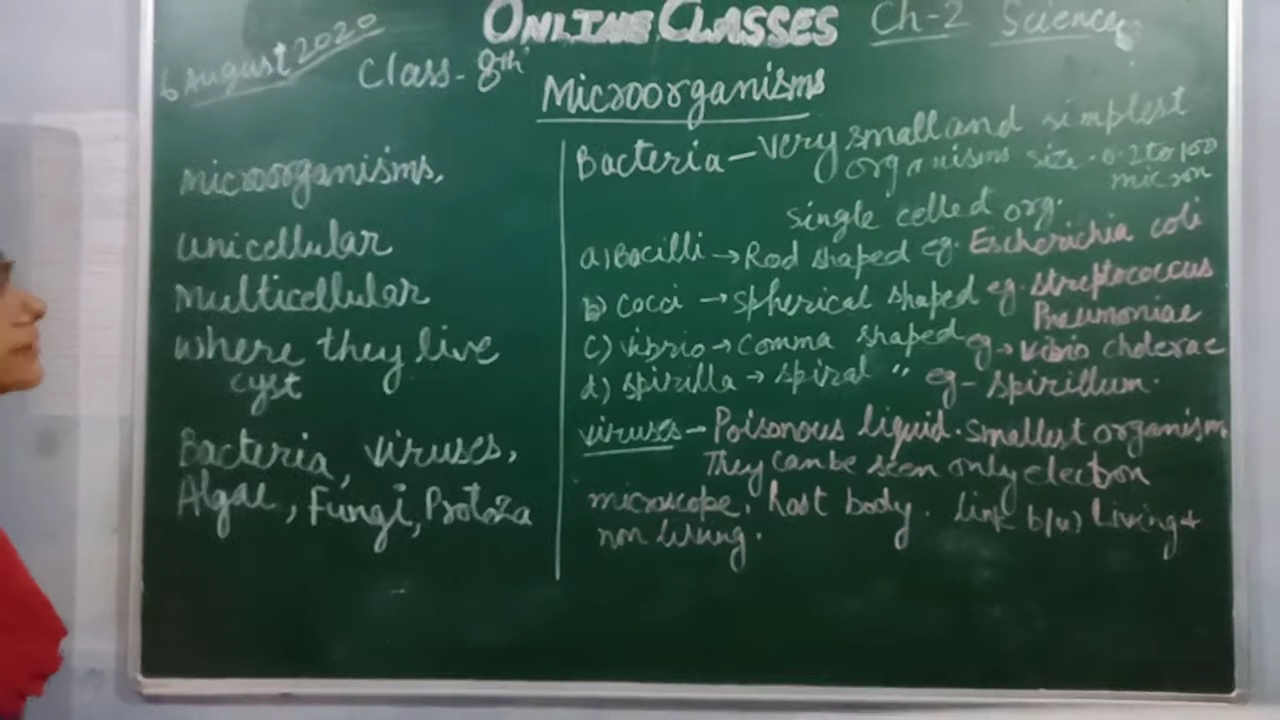 ONLINE CLASSES Ch-2 Science
6 August 2020
Class - 8th
Microorganisms
Microorganisms,
unicellular
Multicellular
where they live
cyst
Bacteria, viruses,
Algae, Fungi, Protoza
Bacteria — very small and simplest
organisms size - 0.2 to 100
micron
single celled org.
a) Bacilli → Rod shaped eg. Escherichia coli
b) Cocci → spherical shaped eg. Streptococcus
Pneumoniae
c) vibrio → Comma shaped eg → vibrio cholerae
d) spirilla → spiral " eg - Spirillum.
viruses - Poisonous liquid. Smallest organism.
They can be seen only electron
microscope. Host body. Link b/w Living +
non living.